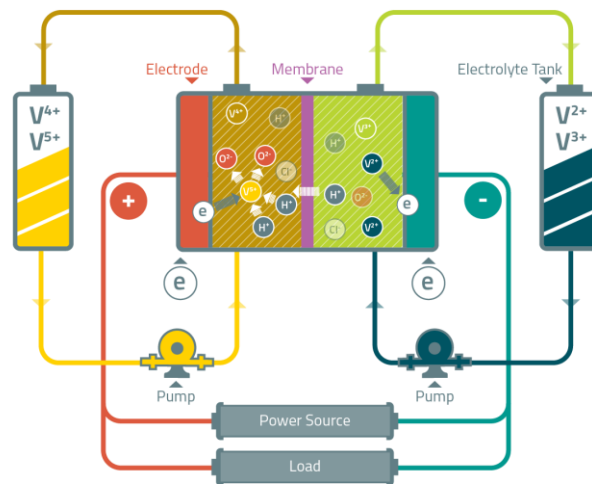 Electrode
Membrane
Electrolyte Tank
V⁴⁺
V⁵⁺
V²⁺
V³⁺
V⁴⁺
H⁺
O²⁻
O²⁻
Cl⁻
V⁵⁺
e
H⁺
H⁺
H⁺
V³⁺
V²⁺
H⁺
O²⁻
e
Cl⁻
V²⁺
+
-
e
e
Pump
Pump
Power Source
Load